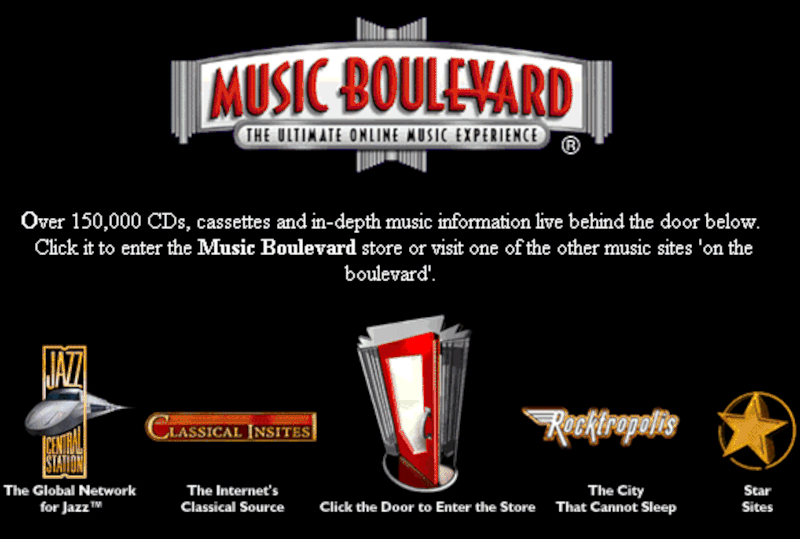 MUSIC BOULEVARD
THE ULTIMATE ONLINE MUSIC EXPERIENCE ®
Over 150,000 CDs, cassettes and in-depth music information live behind the door below.
Click it to enter the Music Boulevard store or visit one of the other music sites 'on the
boulevard'.
JAZZ
CENTRAL
STATION
The Global Network
for Jazz™
CLASSICAL INSITES
The Internet's
Classical Source
Click the Door to Enter the Store
Rocktropolis
The City
That Cannot Sleep
Star
Sites